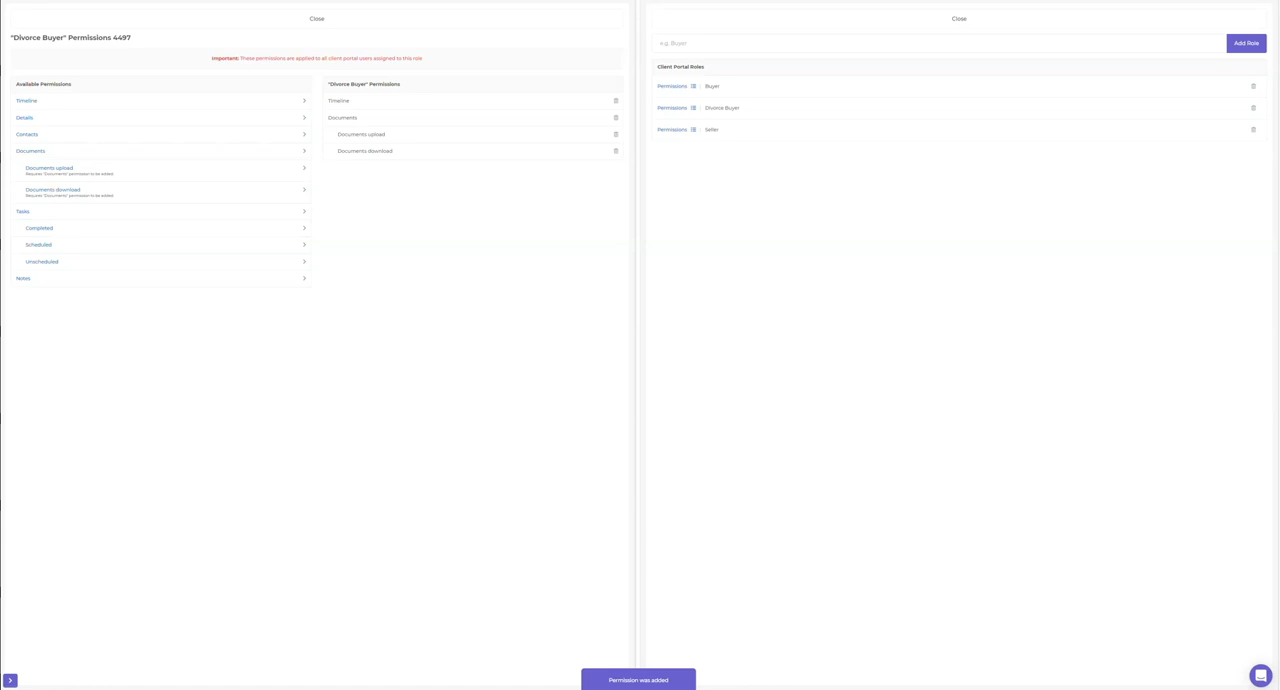 Close
"Divorce Buyer" Permissions 4497
Important: These permissions are applied to all client portal users assigned to this role
Available Permissions
Timeline
Details
Contacts
Documents
Documents upload
Requires "Documents" permission to be added
Documents download
Requires "Documents" permission to be added
Tasks
Completed
Scheduled
Unscheduled
Notes
"Divorce Buyer" Permissions
Timeline
Documents
Documents upload
Documents download
Close
e.g. Buyer
Add Role
Client Portal Roles
Permissions Buyer
Permissions Divorce Buyer
Permissions Seller
Permission was added